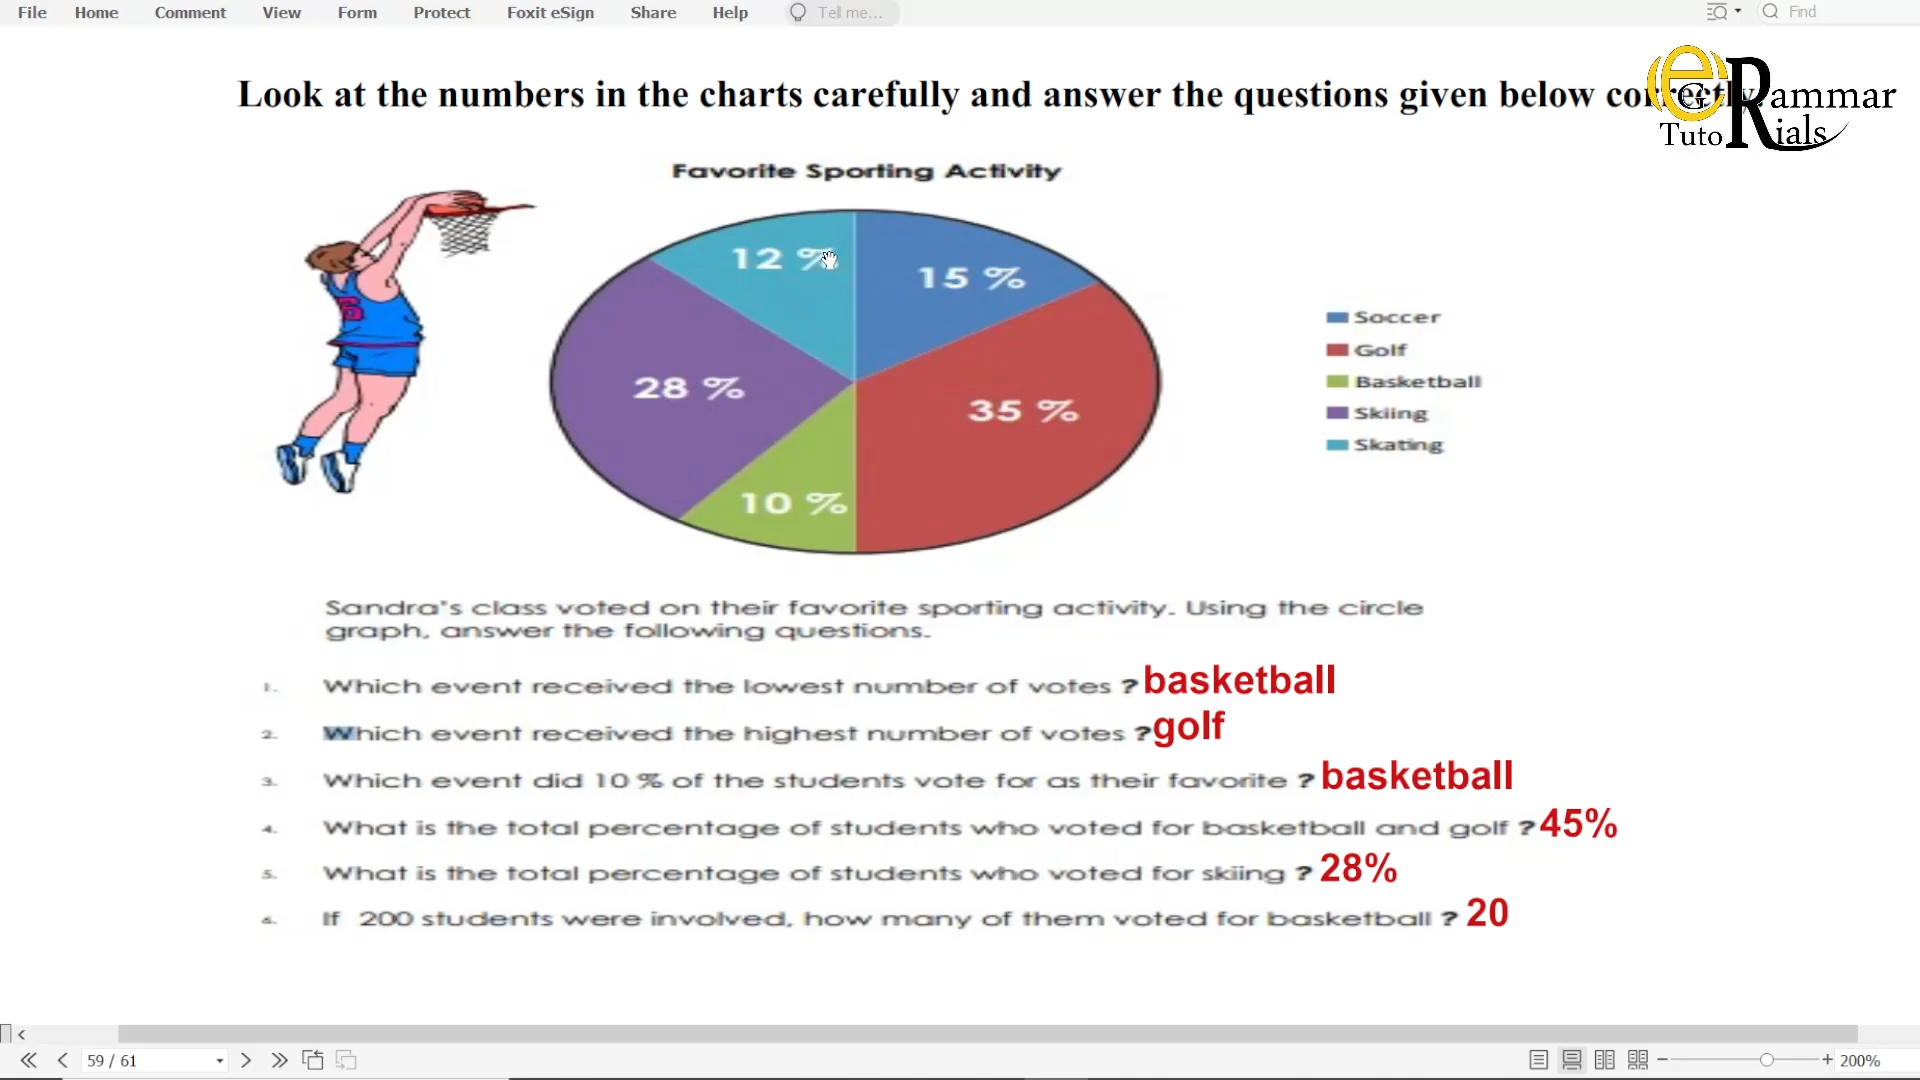 File Home Comment View Form Protect Foxit eSign Share Help Tell me... Find
Look at the numbers in the charts carefully and answer the questions given below correctly
e Grammar
TutoRials
Favorite Sporting Activity
6
12 %
15 %
28 %
35 %
10 %
Soccer
Golf
Basketball
Skiing
Skating
Sandra's class voted on their favorite sporting activity. Using the circle
graph, answer the following questions.
1. Which event received the lowest number of votes ? basketball
2. Which event received the highest number of votes ? golf
3. Which event did 10 % of the students vote for as their favorite ? basketball
4. What is the total percentage of students who voted for basketball and golf ? 45%
5. What is the total percentage of students who voted for skiing ? 28%
6. If 200 students were involved, how many of them voted for basketball ? 20
59 / 61 200%